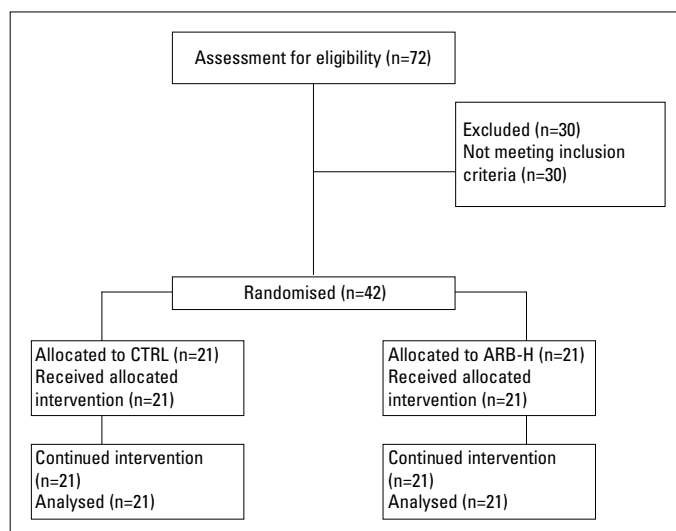 Assessment for eligibility (n=72)
Excluded (n=30)
Not meeting inclusion
criteria (n=30)
Randomised (n=42)
Allocated to CTRL (n=21)
Received allocated
intervention (n=21)
Allocated to ARB-H (n=21)
Received allocated
intervention (n=21)
Continued intervention
(n=21)
Analysed (n=21)
Continued intervention
(n=21)
Analysed (n=21)